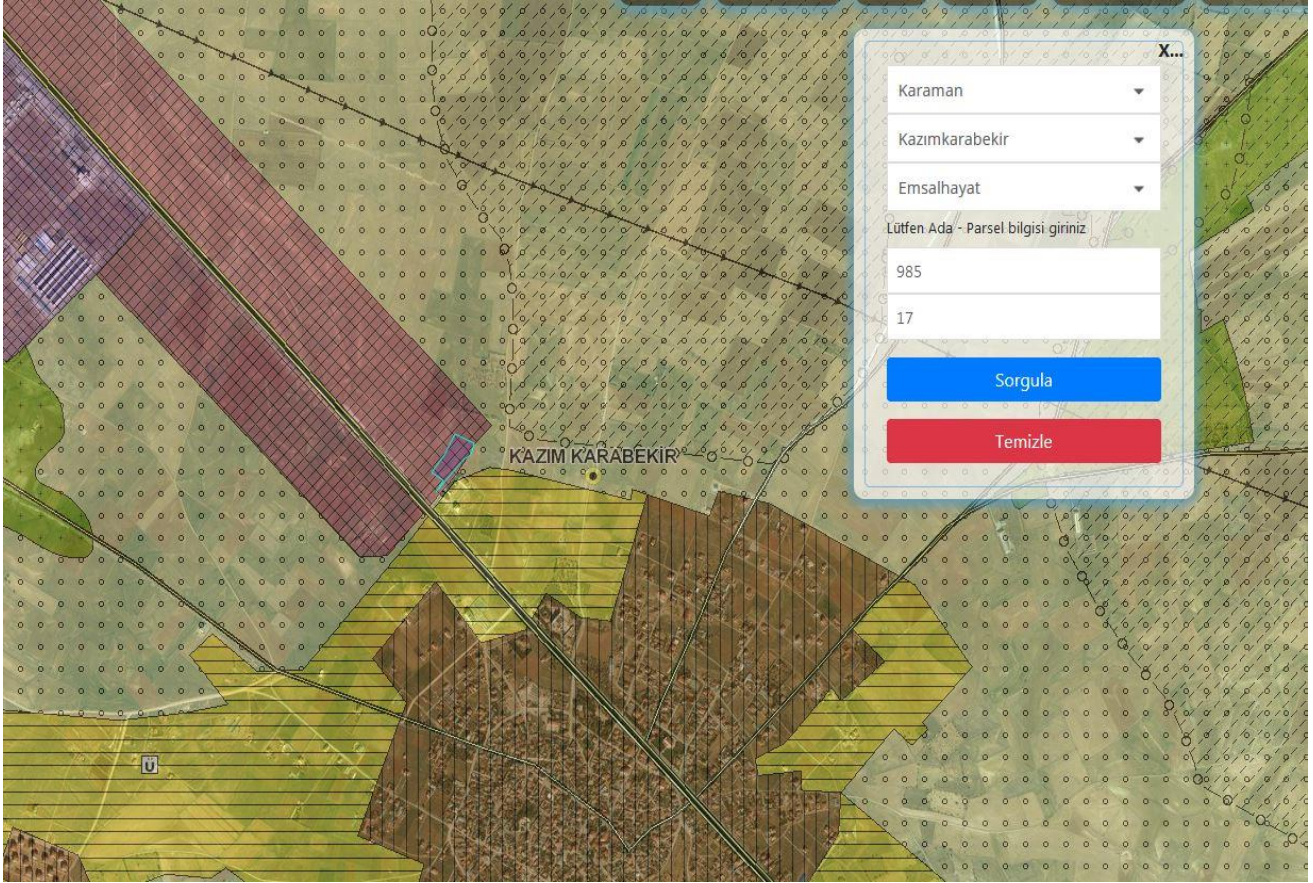 X...
Karaman
Kazımkarabekir
Emsalhayat
Lütfen Ada - Parsel bilgisi giriniz
985
17
Sorgula
Temizle
KAZIM KARABEKİR
Ü